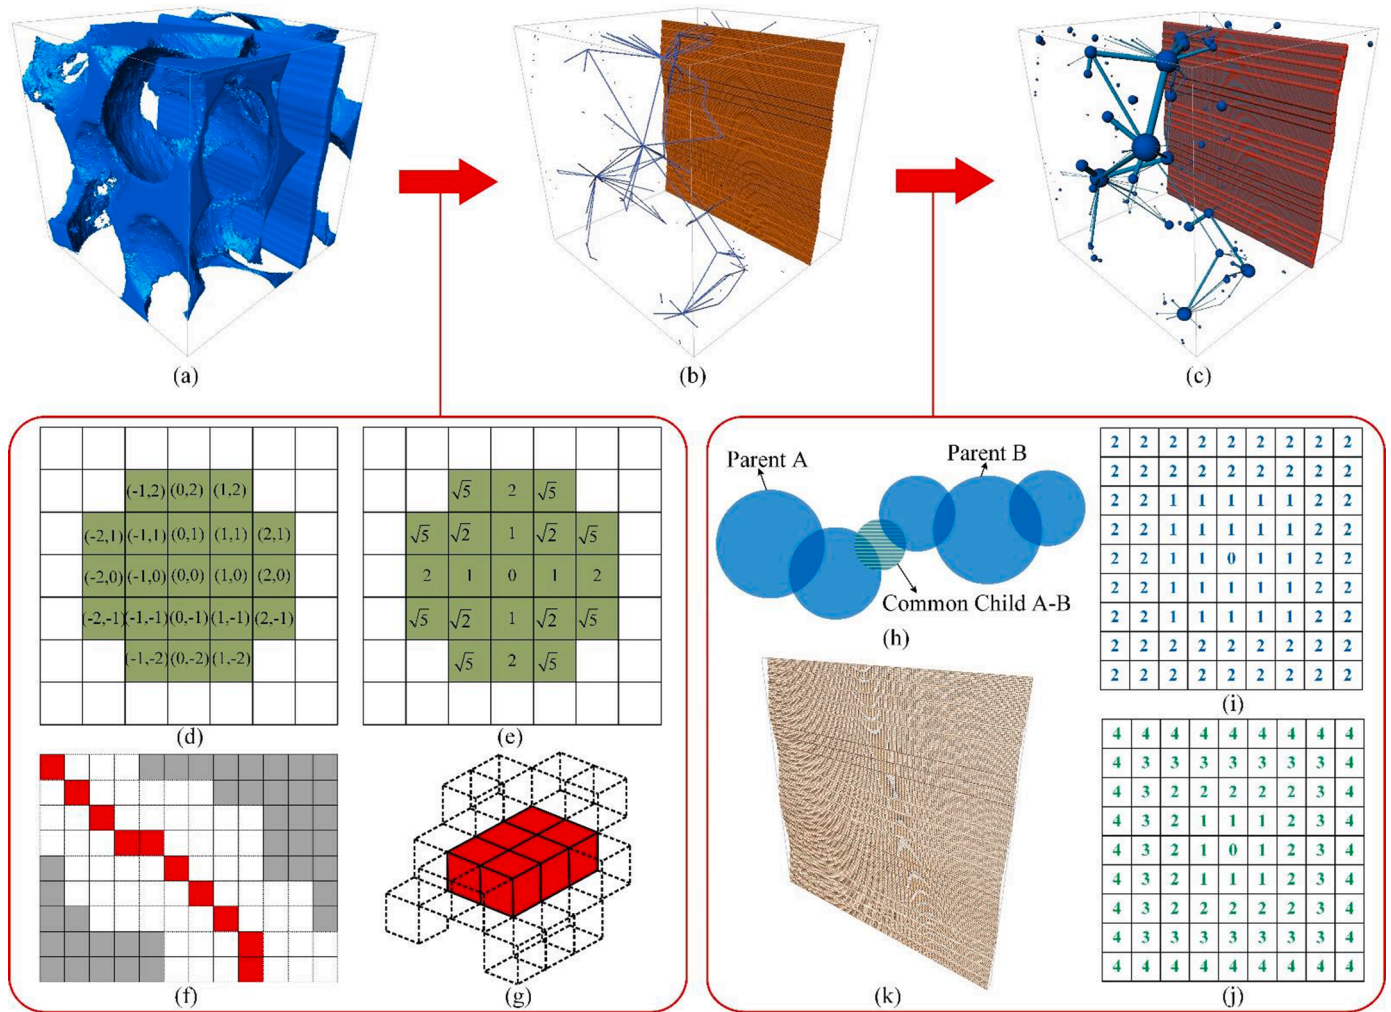 (a)
(b)
(c)
(-1,2) (0,2) (1,2)
(-2,1) (-1,1) (0,1) (1,1) (2,1)
(-2,0) (-1,0) (0,0) (1,0) (2,0)
(-2,-1) (-1,-1) (0,-1) (1,-1) (2,-1)
(-1,-2) (0,-2) (1,-2)
(d)
√5 2 √5
√5 √2 1 √2 √5
2 1 0 1 2
√5 √2 1 √2 √5
√5 2 √5
(e)
(f)
(g)
Parent A
Parent B
Common Child A-B
(h)
2 2 2 2 2 2 2 2 2
2 2 2 2 2 2 2 2 2
2 2 1 1 1 1 1 2 2
2 2 1 1 1 1 1 2 2
2 2 1 1 0 1 1 2 2
2 2 1 1 1 1 1 2 2
2 2 1 1 1 1 1 2 2
2 2 2 2 2 2 2 2 2
2 2 2 2 2 2 2 2 2
(i)
4 4 4 4 4 4 4 4 4
4 3 3 3 3 3 3 3 4
4 3 2 2 2 2 2 3 4
4 3 2 1 1 1 2 3 4
4 3 2 1 0 1 2 3 4
4 3 2 1 1 1 2 3 4
4 3 2 2 2 2 2 3 4
4 3 3 3 3 3 3 3 4
4 4 4 4 4 4 4 4 4
(j)
(k)